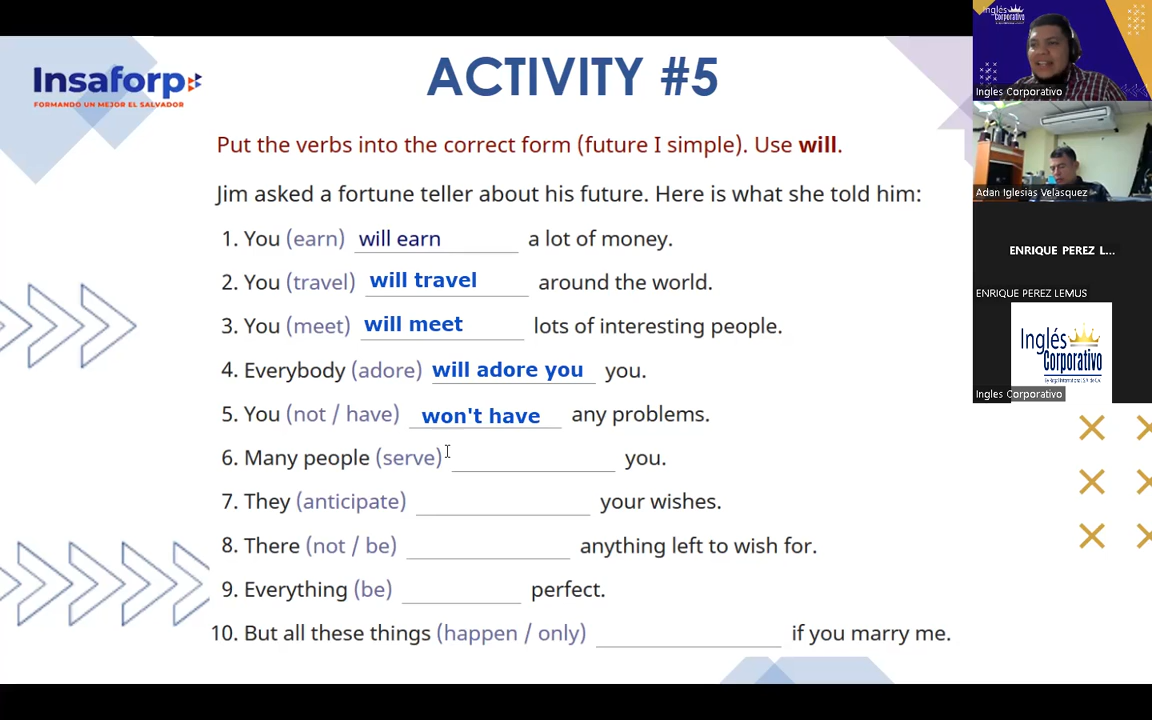 Insaforp
FORMANDO UN MEJOR EL SALVADOR
ACTIVITY #5
Put the verbs into the correct form (future I simple). Use will.
Jim asked a fortune teller about his future. Here is what she told him:
1. You (earn) will earn a lot of money.
2. You (travel) will travel around the world.
3. You (meet) will meet lots of interesting people.
4. Everybody (adore) will adore you you.
5. You (not / have) won't have any problems.
6. Many people (serve) you.
7. They (anticipate) your wishes.
8. There (not / be) anything left to wish for.
9. Everything (be) perfect.
10. But all these things (happen / only) if you marry me.
Inglés
Corporativo
Ingles Corporativo
Adan Iglesias Velasquez
ENRIQUE PEREZ L...
ENRIQUE PEREZ LEMUS
Inglés
Corporativo
Ingles Corporativo